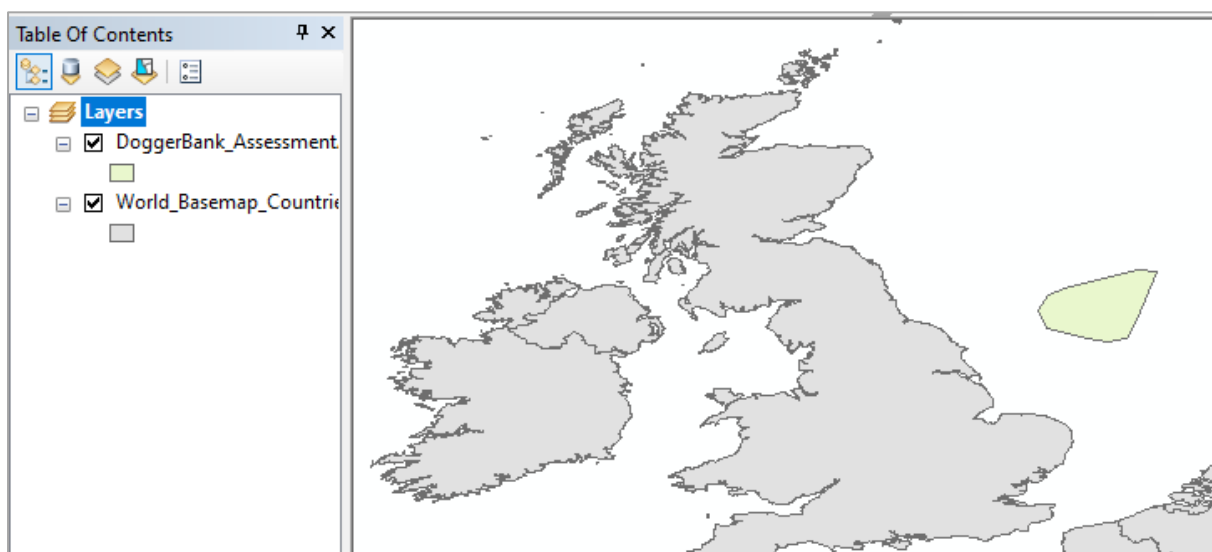 Table Of Contents
Layers
DoggerBank_Assessment
World_Basemap_Countrie